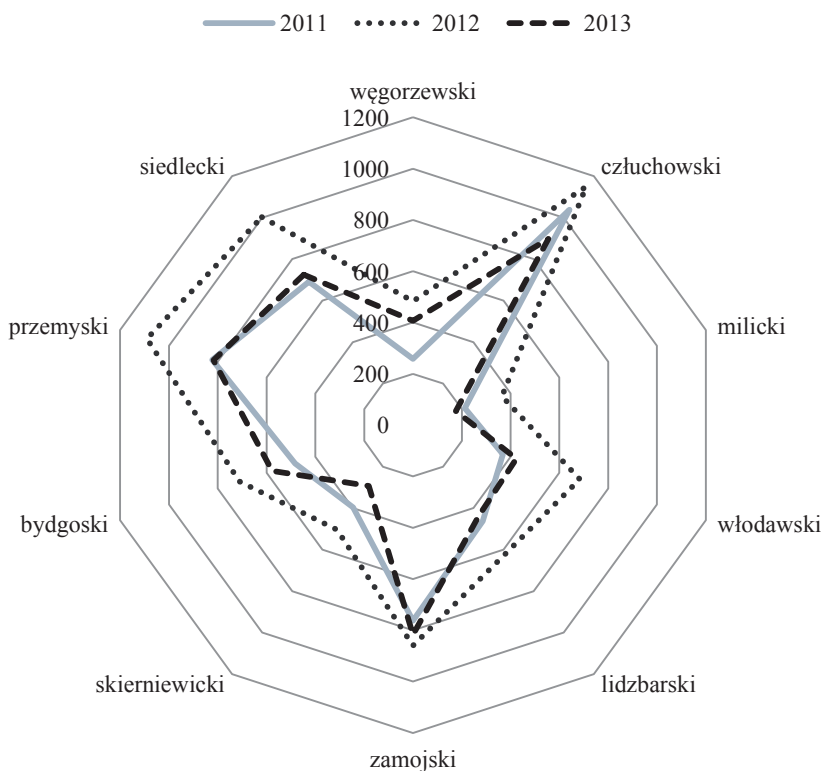 2011 2012 2013
węgorzewski
1200
siedlecki
człuchowski
1000
800
600
400
przemyski
milicki
200
0
bydgoski
włodawski
skierniewicki
lidzbarski
zamojski